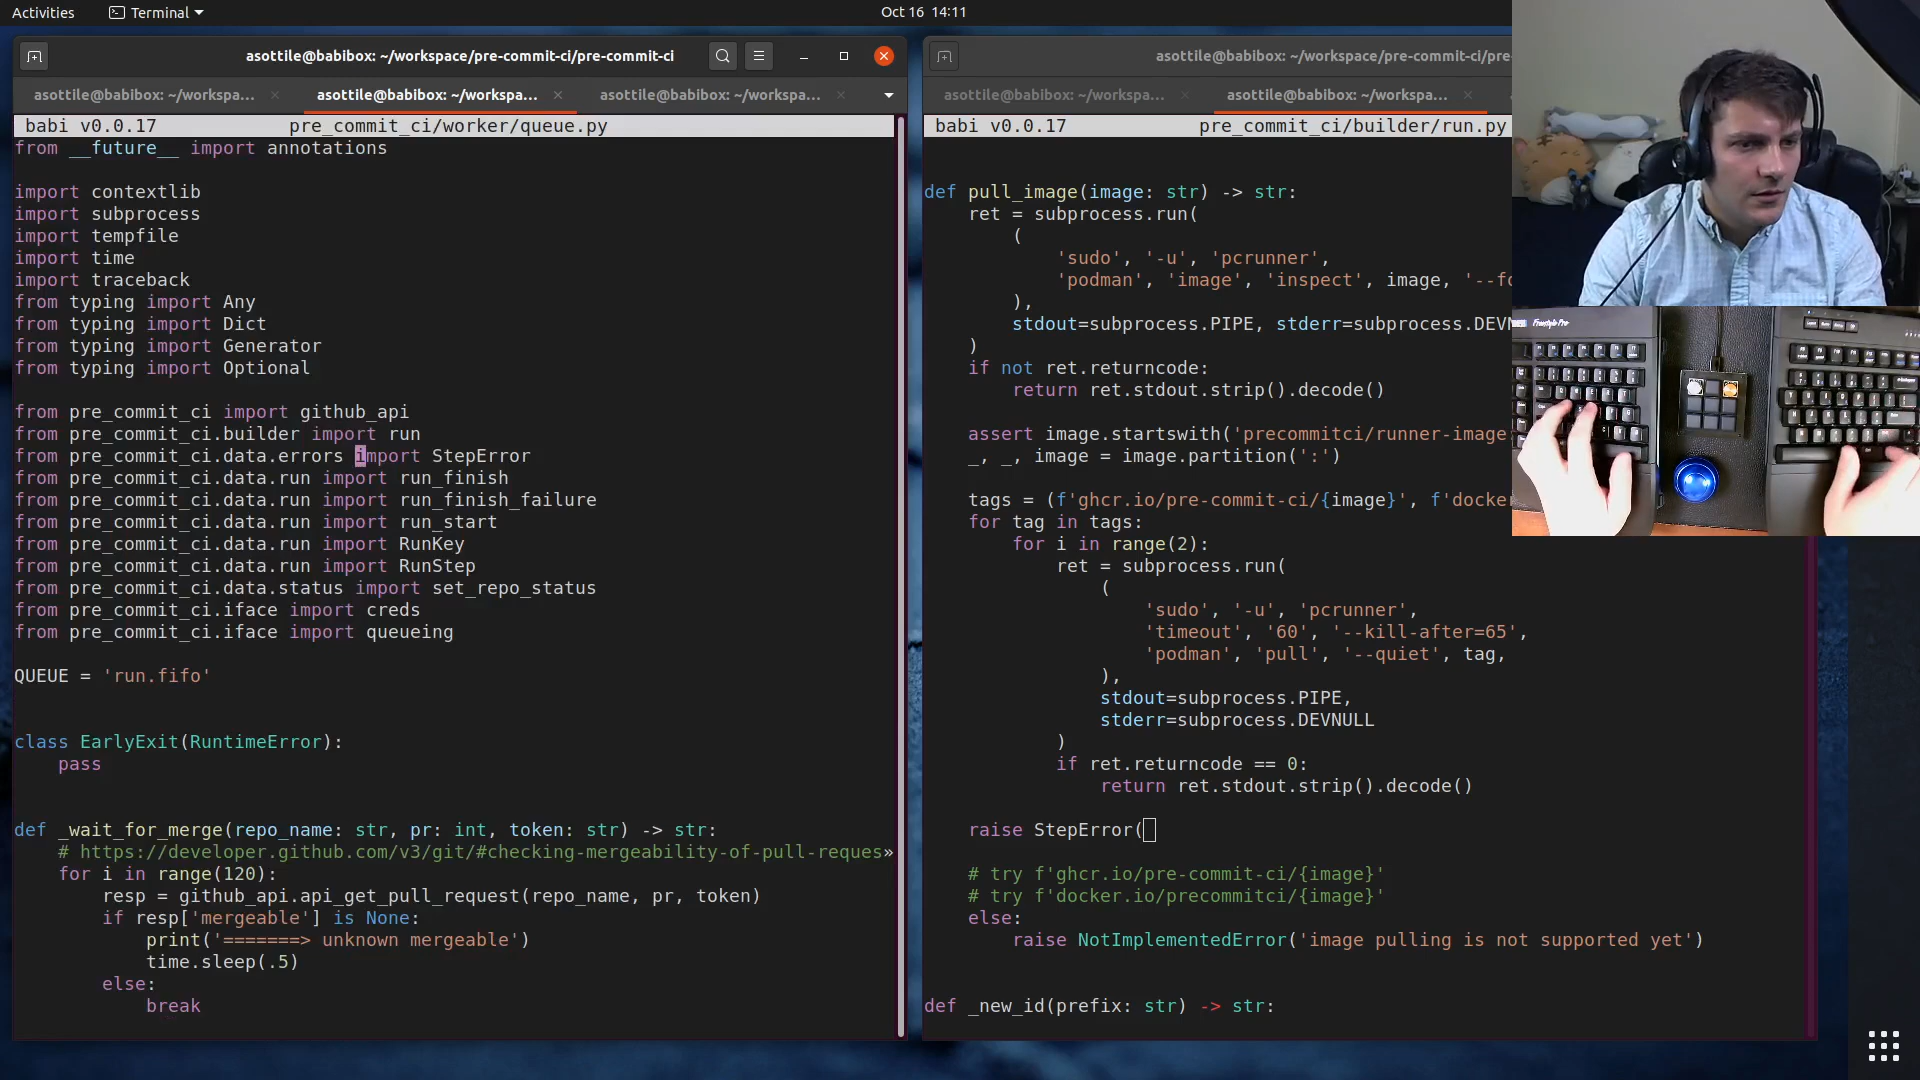 Activities
Terminal
Oct 16 14:11
asottile@babibox: ~/workspace/pre-commit-ci/pre-commit-ci
asottile@babibox: ~/workspa...
asottile@babibox: ~/workspa...
asottile@babibox: ~/workspa...
babi v0.0.17 pre_commit_ci/worker/queue.py
from __future__ import annotations
import contextlib
import subprocess
import tempfile
import time
import traceback
from typing import Any
from typing import Dict
from typing import Generator
from typing import Optional
from pre_commit_ci import github_api
from pre_commit_ci.builder import run
from pre_commit_ci.data.errors import StepError
from pre_commit_ci.data.run import run_finish
from pre_commit_ci.data.run import run_finish_failure
from pre_commit_ci.data.run import run_start
from pre_commit_ci.data.run import RunKey
from pre_commit_ci.data.run import RunStep
from pre_commit_ci.data.status import set_repo_status
from pre_commit_ci.iface import creds
from pre_commit_ci.iface import queueing
QUEUE = 'run.fifo'
class EarlyExit(RuntimeError):
    pass
def _wait_for_merge(repo_name: str, pr: int, token: str) -> str:
    # https://developer.github.com/v3/git/#checking-mergeability-of-pull-reques»
    for i in range(120):
        resp = github_api.api_get_pull_request(repo_name, pr, token)
        if resp['mergeable'] is None:
            print('=======> unknown mergeable')
            time.sleep(.5)
        else:
            break
asottile@babibox: ~/workspace/pre-commit-ci/pre
asottile@babibox: ~/workspa...
asottile@babibox: ~/workspa...
babi v0.0.17 pre_commit_ci/builder/run.py
def pull_image(image: str) -> str:
    ret = subprocess.run(
        (
            'sudo', '-u', 'pcrunner',
            'podman', 'image', 'inspect', image, '--fo
        ),
        stdout=subprocess.PIPE, stderr=subprocess.DEVN
    )
    if not ret.returncode:
        return ret.stdout.strip().decode()
    assert image.startswith('precommitci/runner-image:
    _, _, image = image.partition(':')
    tags = (f'ghcr.io/pre-commit-ci/{image}', f'docker
    for tag in tags:
        for i in range(2):
            ret = subprocess.run(
                (
                    'sudo', '-u', 'pcrunner',
                    'timeout', '60', '--kill-after=65',
                    'podman', 'pull', '--quiet', tag,
                ),
                stdout=subprocess.PIPE,
                stderr=subprocess.DEVNULL
            )
            if ret.returncode == 0:
                return ret.stdout.strip().decode()
    raise StepError(
    # try f'ghcr.io/pre-commit-ci/{image}'
    # try f'docker.io/precommitci/{image}'
    else:
        raise NotImplementedError('image pulling is not supported yet')
def _new_id(prefix: str) -> str:
Freestyle Pro